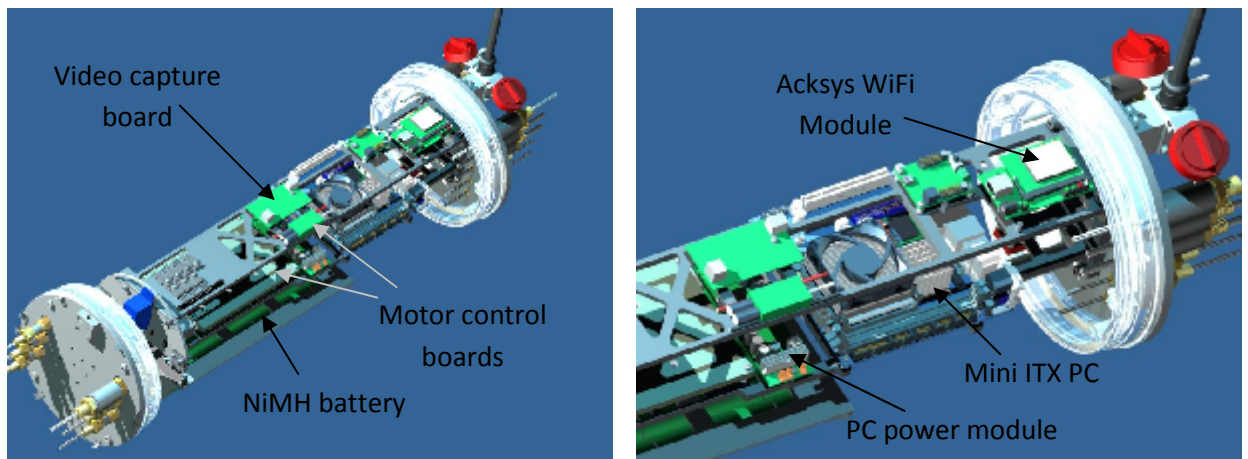 Video capture
board
Motor control
boards
NiMH battery
Acksys WiFi
Module
Mini ITX PC
PC power module